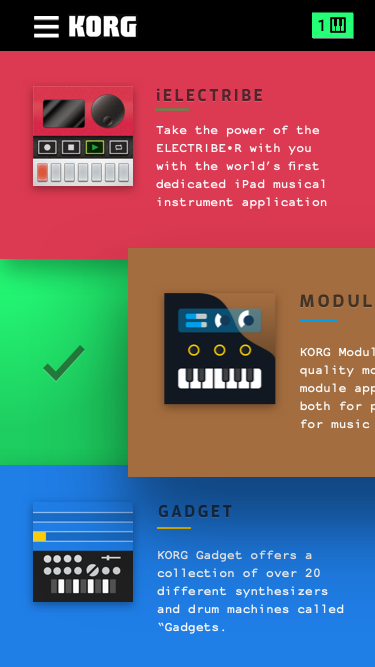 KORG
1
iELECTRIBE
Take the power of the
ELECTRIBE•R with you
with the world's first
dedicated iPad musical
instrument application
MODUL
KORG Modul
quality mo
module app
both for p
for music
GADGET
KORG Gadget offers a
collection of over 20
different synthesizers
and drum machines called
“Gadgets.